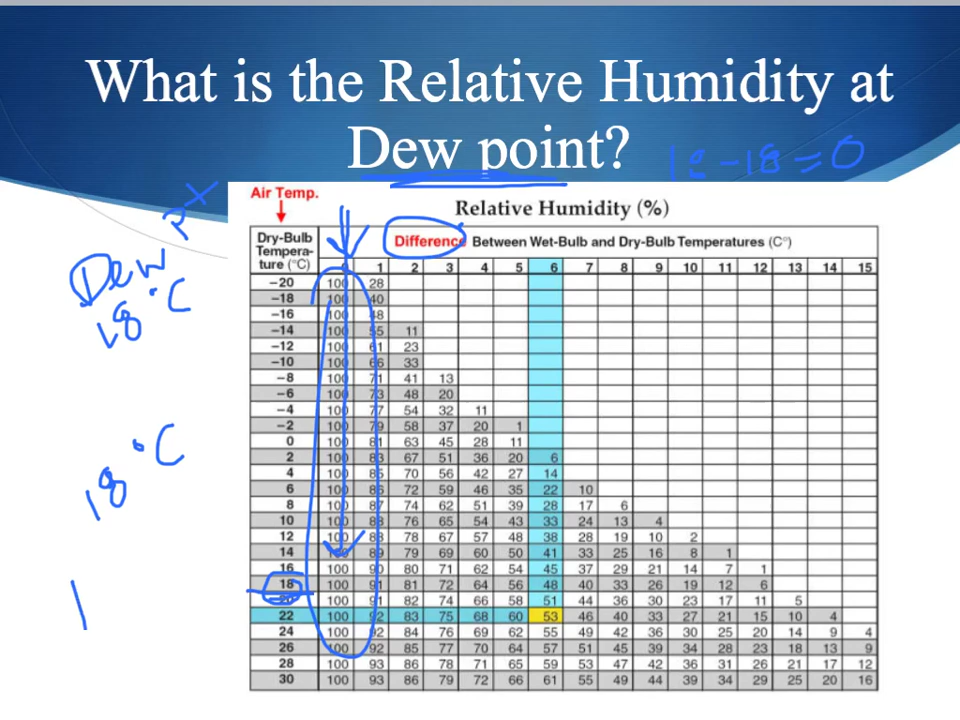 What is the Relative Humidity at
Dew point?
18 - 18 = 0
Air Temp.
Relative Humidity (%)
Dry-Bulb Tempera-ture (°C)
Difference Between Wet-Bulb and Dry-Bulb Temperatures (C°)
0 1 2 3 4 5 6 7 8 9 10 11 12 13 14 15
−20 100 28
−18 100 40
−16 100 48
−14 100 55 11
−12 100 61 23
−10 100 66 33
−8 100 71 41 13
−6 100 73 48 20
−4 100 77 54 32 11
−2 100 79 58 37 20 1
0 100 81 63 45 28 11
2 100 83 67 51 36 20 6
4 100 85 70 56 42 27 14
6 100 86 72 59 46 35 22 10
8 100 87 74 62 51 39 28 17 6
10 100 88 76 65 54 43 33 24 13 4
12 100 88 78 67 57 48 38 28 19 10 2
14 100 89 79 69 60 50 41 33 25 16 8 1
16 100 90 80 71 62 54 45 37 29 21 14 7 1
18 100 91 81 72 64 56 48 40 33 26 19 12 6
20 100 91 82 74 66 58 51 44 36 30 23 17 11 5
22 100 92 83 75 68 60 53 46 40 33 27 21 15 10 4
24 100 92 84 76 69 62 55 49 42 36 30 25 20 14 9 4
26 100 92 85 77 70 64 57 51 45 39 34 28 23 18 13 9
28 100 93 86 78 71 65 59 53 47 42 36 31 26 21 17 12
30 100 93 86 79 72 66 61 55 49 44 39 34 29 25 20 16
Dew
18 °C
18 °C
1